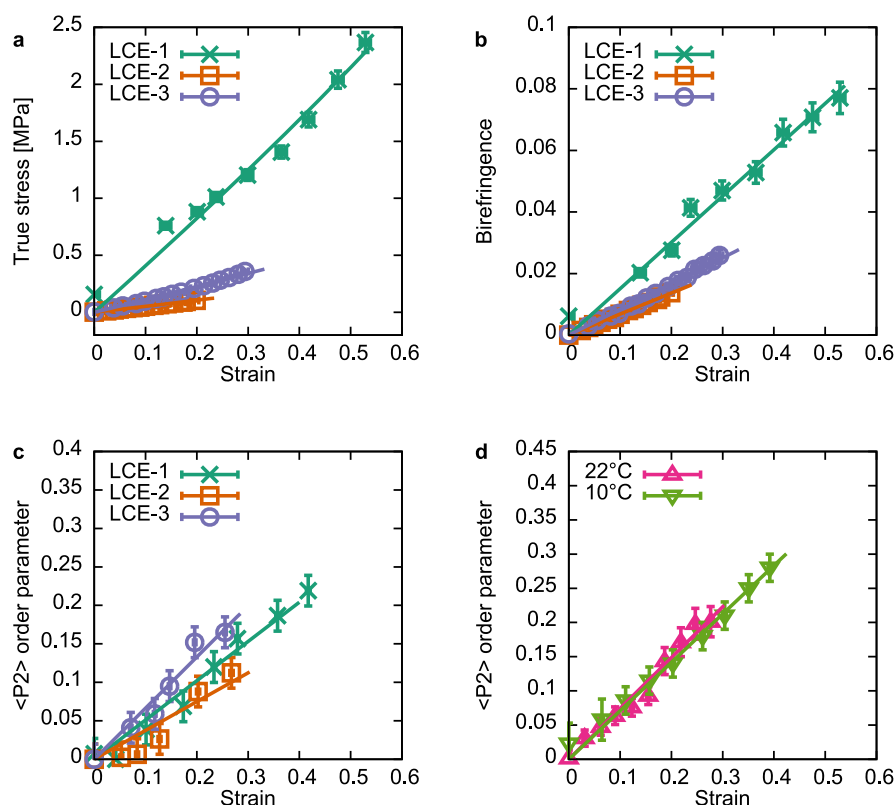 a
LCE-1
LCE-2
LCE-3
True stress [MPa]
2.5
2
1.5
1
0.5
0
0 0.1 0.2 0.3 0.4 0.5 0.6
Strain
b
LCE-1
LCE-2
LCE-3
Birefringence
0.1
0.08
0.06
0.04
0.02
0
0 0.1 0.2 0.3 0.4 0.5 0.6
Strain
c
LCE-1
LCE-2
LCE-3
<P2> order parameter
0.4
0.35
0.3
0.25
0.2
0.15
0.1
0.05
0
0 0.1 0.2 0.3 0.4 0.5 0.6
Strain
d
22°C
10°C
<P2> order parameter
0.45
0.4
0.35
0.3
0.25
0.2
0.15
0.1
0.05
0
0 0.1 0.2 0.3 0.4 0.5 0.6
Strain